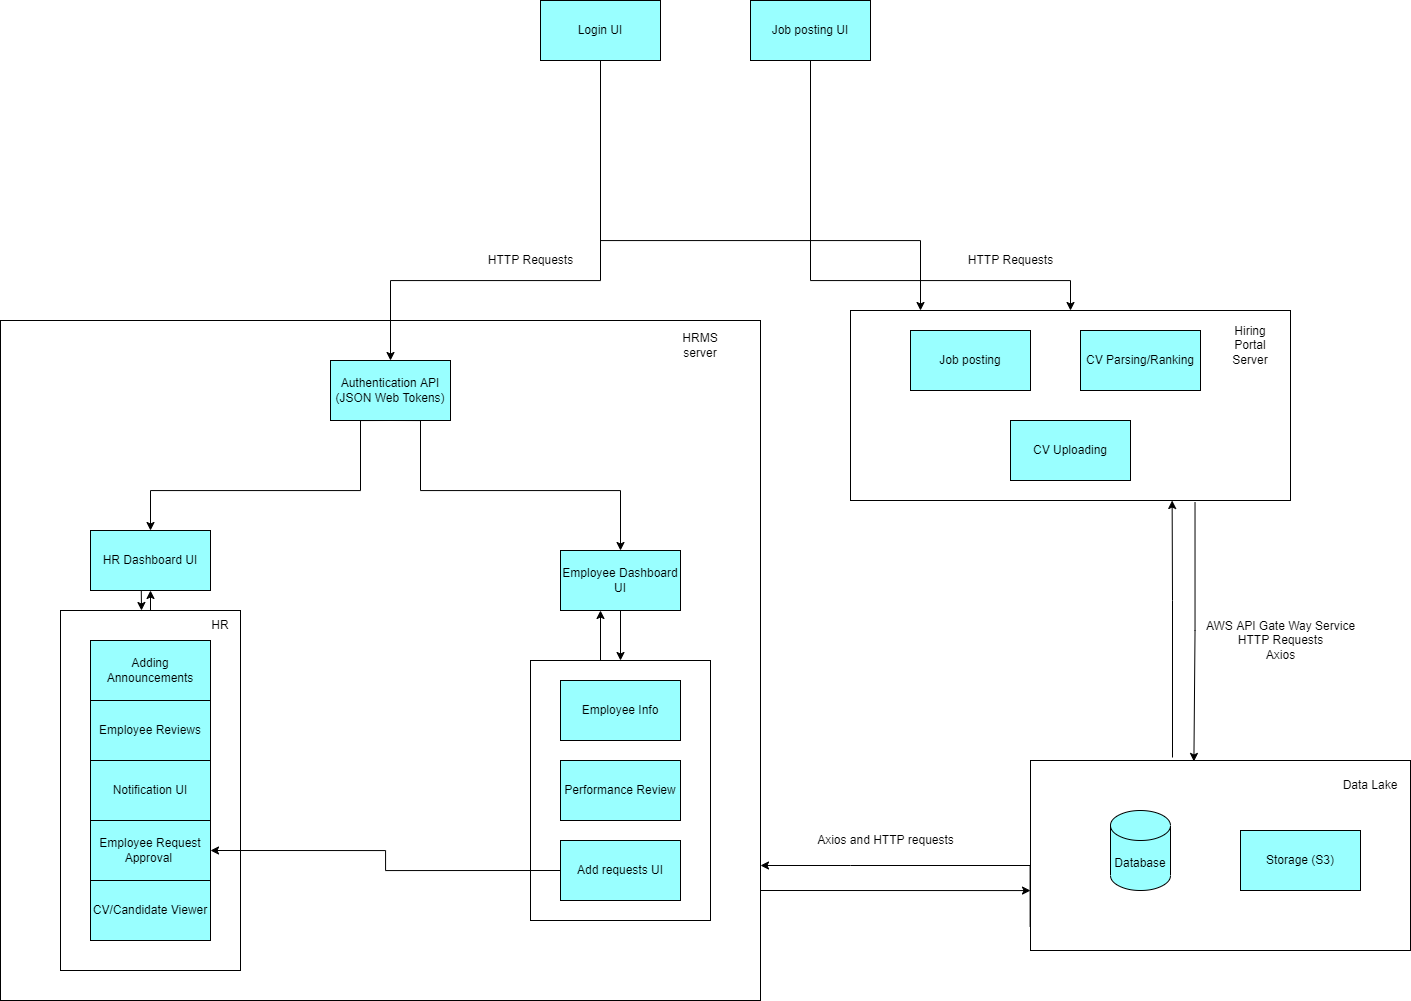 Login UI
Job posting UI
HTTP Requests
HTTP Requests
HRMS
server
Hiring
Portal
Server
Authentication API
(JSON Web Tokens)
Job posting
CV Parsing/Ranking
CV Uploading
HR Dashboard UI
Employee Dashboard
UI
HR
Adding
Announcements
Employee Reviews
Notification UI
Employee Request
Approval
CV/Candidate Viewer
Employee Info
Performance Review
Add requests UI
AWS API Gate Way Service
HTTP Requests
Axios
Axios and HTTP requests
Data Lake
Database
Storage (S3)